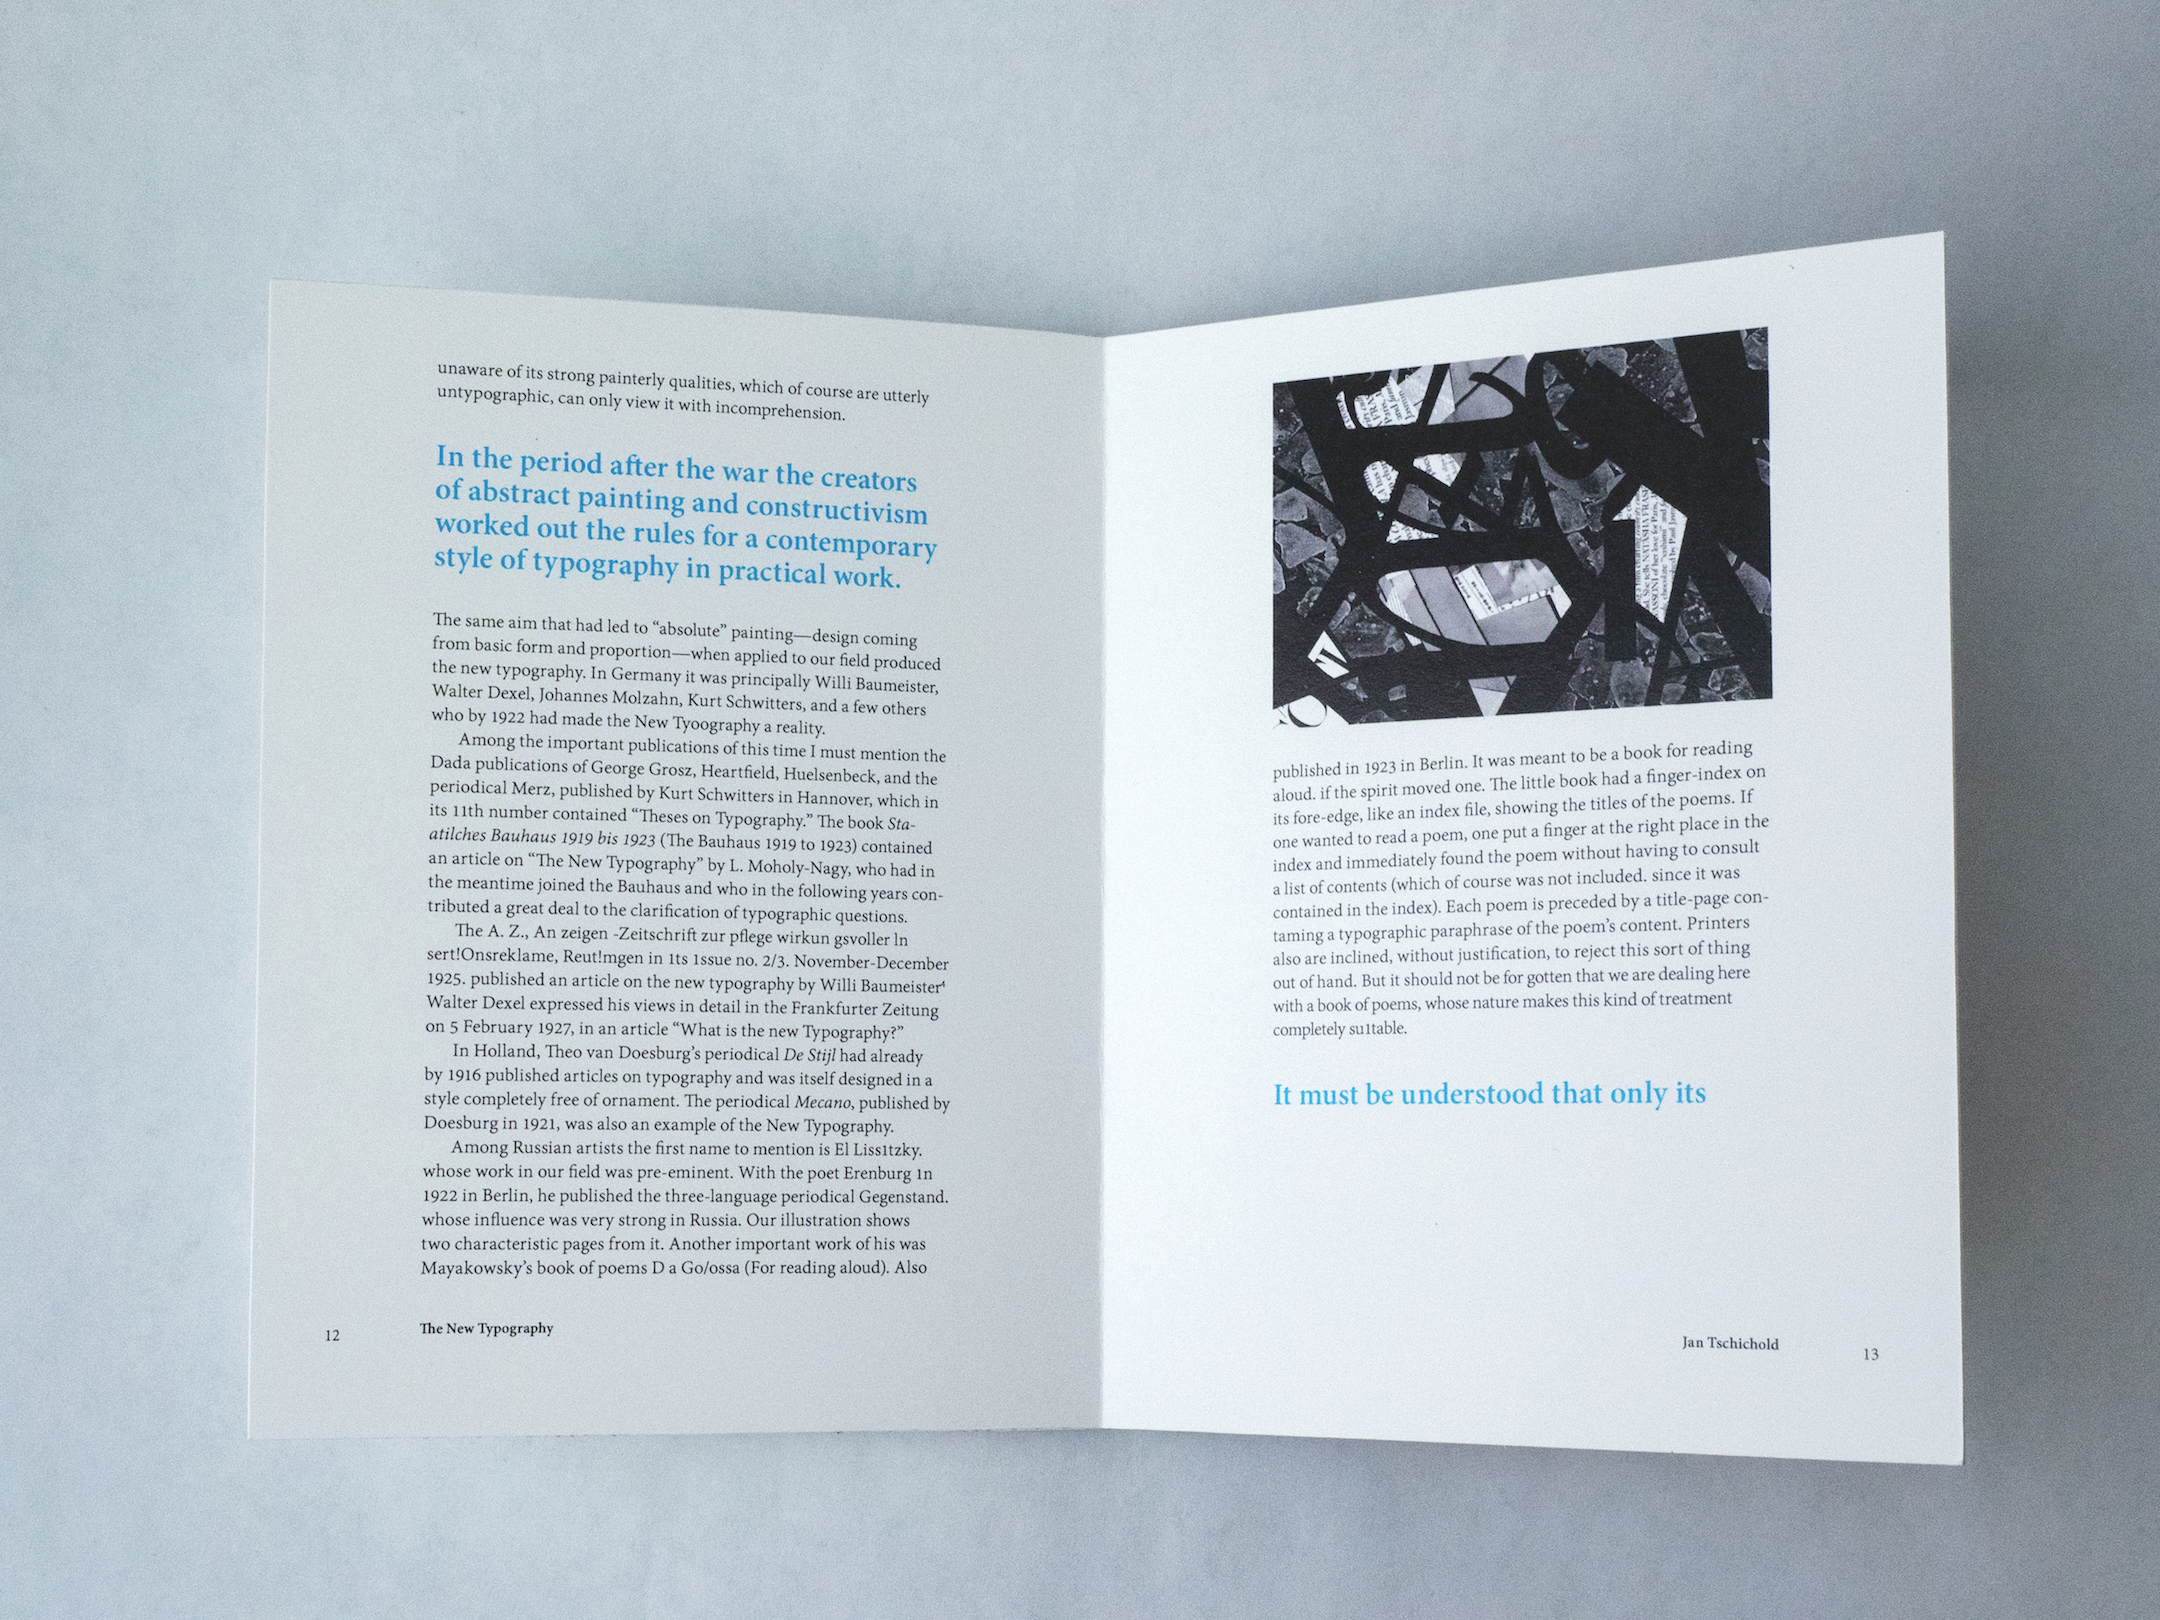 unaware of its strong painterly qualities, which of course are utterly
untypographic, can only view it with incomprehension.
In the period after the war the creators
of abstract painting and constructivism
worked out the rules for a contemporary
style of typography in practical work.
The same aim that had led to “absolute” painting—design coming
from basic form and proportion—when applied to our field produced
the new typography. In Germany it was principally Willi Baumeister,
Walter Dexel, Johannes Molzahn, Kurt Schwitters, and a few others
who by 1922 had made the New Tyoography a reality.
Among the important publications of this time I must mention the
Dada publications of George Grosz, Heartfield, Huelsenbeck, and the
periodical Merz, published by Kurt Schwitters in Hannover, which in
its 11th number contained “Theses on Typography.” The book Sta-
atilches Bauhaus 1919 bis 1923 (The Bauhaus 1919 to 1923) contained
an article on “The New Typography” by L. Moholy-Nagy, who had in
the meantime joined the Bauhaus and who in the following years con-
tributed a great deal to the clarification of typographic questions.
The A. Z., An zeigen -Zeitschrift zur pflege wirkun gsvoller ln
sert!Onsreklame, Reut!mgen in 1ts 1ssue no. 2/3. November-December
1925. published an article on the new typography by Willi Baumeister⁴
Walter Dexel expressed his views in detail in the Frankfurter Zeitung
on 5 February 1927, in an article “What is the new Typography?”
In Holland, Theo van Doesburg’s periodical De Stijl had already
by 1916 published articles on typography and was itself designed in a
style completely free of ornament. The periodical Mecano, published by
Doesburg in 1921, was also an example of the New Typography.
Among Russian artists the first name to mention is El Liss1tzky.
whose work in our field was pre-eminent. With the poet Erenburg 1n
1922 in Berlin, he published the three-language periodical Gegenstand.
whose influence was very strong in Russia. Our illustration shows
two characteristic pages from it. Another important work of his was
Mayakowsky’s book of poems D a Go/ossa (For reading aloud). Also
12
The New Typography
published in 1923 in Berlin. It was meant to be a book for reading
aloud. if the spirit moved one. The little book had a finger-index on
its fore-edge, like an index file, showing the titles of the poems. If
one wanted to read a poem, one put a finger at the right place in the
index and immediately found the poem without having to consult
a list of contents (which of course was not included. since it was
contained in the index). Each poem is preceded by a title-page con-
taming a typographic paraphrase of the poem’s content. Printers
also are inclined, without justification, to reject this sort of thing
out of hand. But it should not be for gotten that we are dealing here
with a book of poems, whose nature makes this kind of treatment
completely su1table.
It must be understood that only its
Jan Tschichold
13